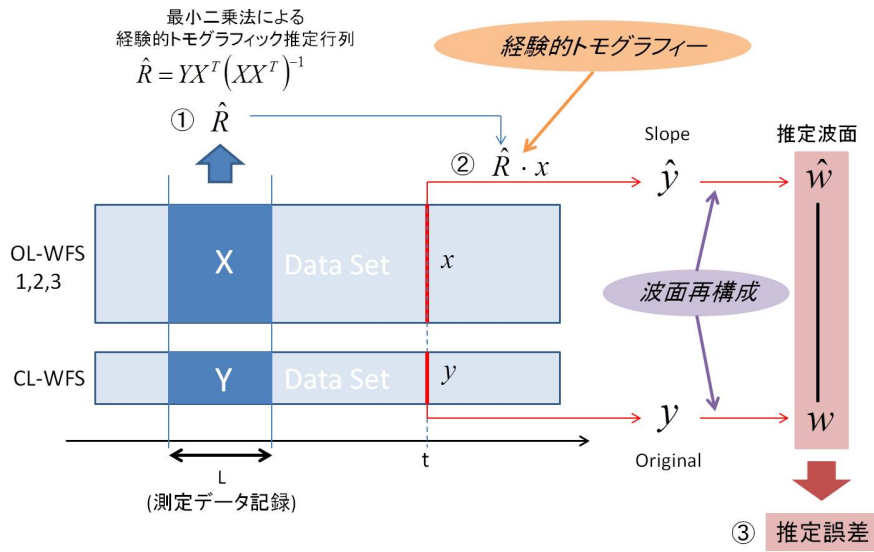 最小二乗法による
経験的トモグラフィック推定行列
R̂ = YX^T(XX^T)^{-1}
① R̂
経験的トモグラフィー
② R̂ · x
Slope
ŷ
推定波面
ŵ
OL-WFS
1,2,3
X
Data Set
x
波面再構成
CL-WFS
Y
Data Set
y
y
Original
w
L
(測定データ記録)
t
③ 推定誤差